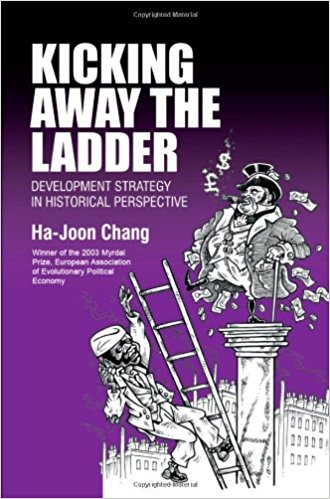 KICKING
AWAY THE
LADDER
DEVELOPMENT STRATEGY
IN HISTORICAL PERSPECTIVE
Ha-Joon Chang
Winner of the 2003 Myrdal
Prize, European Association
of Evolutionary Political
Economy
$
£